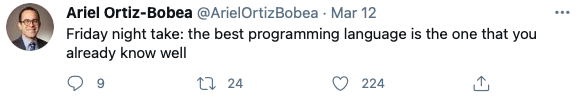 Ariel Ortiz-Bobea @ArielOrtizBobea · Mar 12
Friday night take: the best programming language is the one that you
already know well
9 24 224